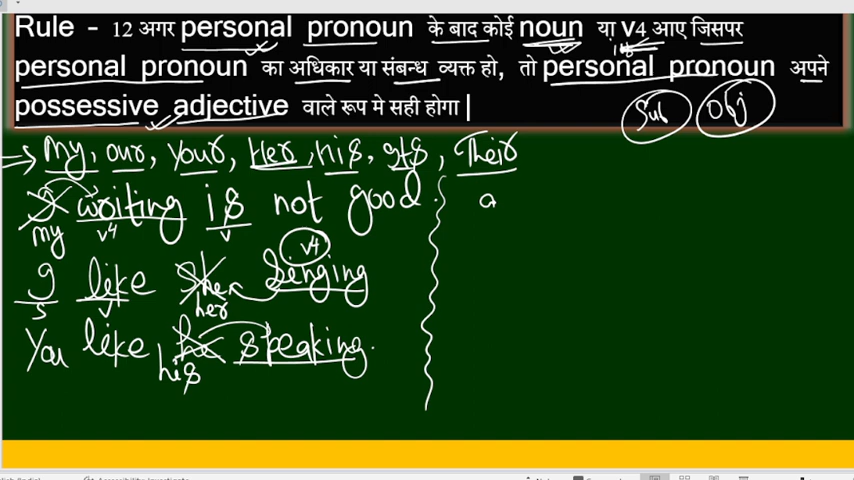 Rule - 12 अगर personal pronoun के बाद कोई noun या v4 आए जिसपर
personal pronoun का अधिकार या संबन्ध व्यक्त हो, तो personal pronoun अपने
possessive adjective वाले रूप मे सही होगा |
Sub Obj
My, our, Your, Her, his, its, Their
I writing is not good.
my v4 v
v4
I like She singing
S V her
You like he speaking.
his